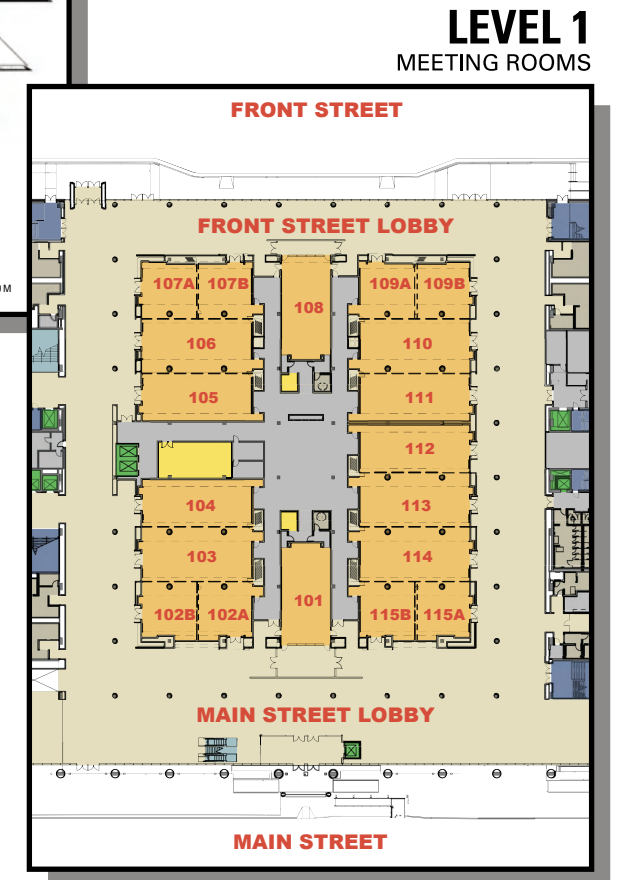 LEVEL 1
MEETING ROOMS
FRONT STREET
FRONT STREET LOBBY
107A 107B 109A 109B
108
106 110
105 111
112
104 113
103 114
101
102B 102A 115B 115A
MAIN STREET LOBBY
MAIN STREET